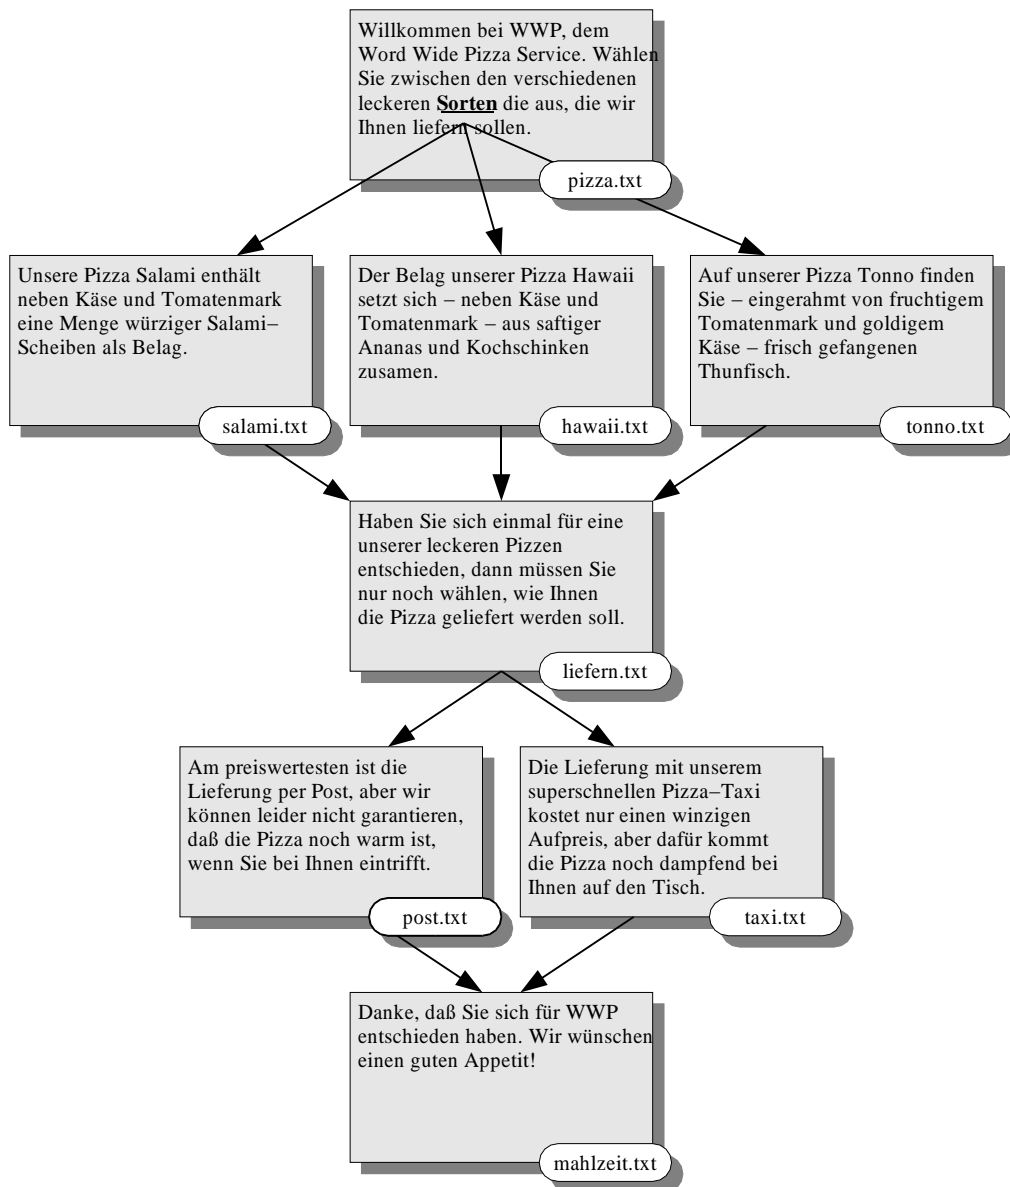 Willkommen bei WWP, dem
Word Wide Pizza Service. Wählen
Sie zwischen den verschiedenen
leckeren Sorten die aus, die wir
Ihnen liefern sollen.
pizza.txt
Unsere Pizza Salami enthält
neben Käse und Tomatenmark
eine Menge würziger Salami–
Scheiben als Belag.
salami.txt
Der Belag unserer Pizza Hawaii
setzt sich – neben Käse und
Tomatenmark – aus saftiger
Ananas und Kochschinken
zusamen.
hawaii.txt
Auf unserer Pizza Tonno finden
Sie – eingerahmt von fruchtigem
Tomatenmark und goldigem
Käse – frisch gefangenen
Thunfisch.
tonno.txt
Haben Sie sich einmal für eine
unserer leckeren Pizzen
entschieden, dann müssen Sie
nur noch wählen, wie Ihnen
die Pizza geliefert werden soll.
liefern.txt
Am preiswertesten ist die
Lieferung per Post, aber wir
können leider nicht garantieren,
daß die Pizza noch warm ist,
wenn Sie bei Ihnen eintrifft.
post.txt
Die Lieferung mit unserem
superschnellen Pizza–Taxi
kostet nur einen winzigen
Aufpreis, aber dafür kommt
die Pizza noch dampfend bei
Ihnen auf den Tisch.
taxi.txt
Danke, daß Sie sich für WWP
entschieden haben. Wir wünschen
einen guten Appetit!
mahlzeit.txt